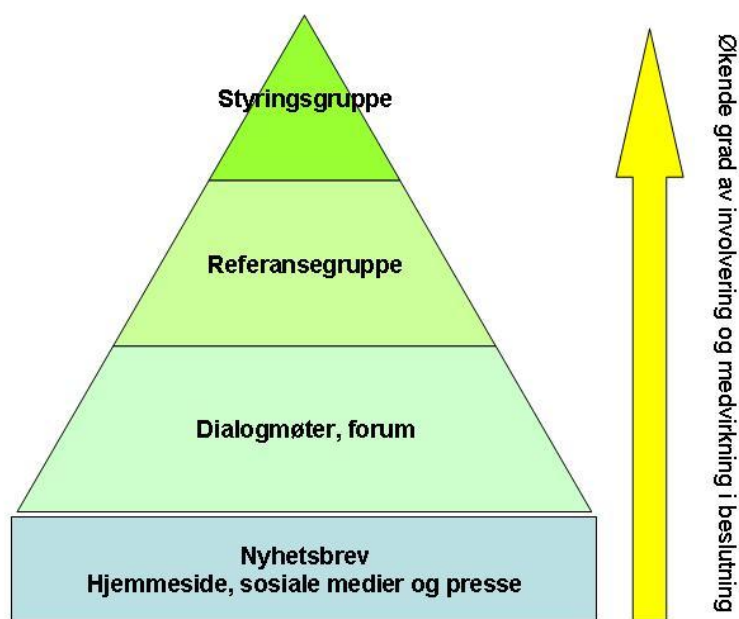 Styringsgruppe
Referansegruppe
Dialogmøter, forum
Nyhetsbrev
Hjemmeside, sosiale medier og presse
Økende grad av involvering og medvirkning i beslutning